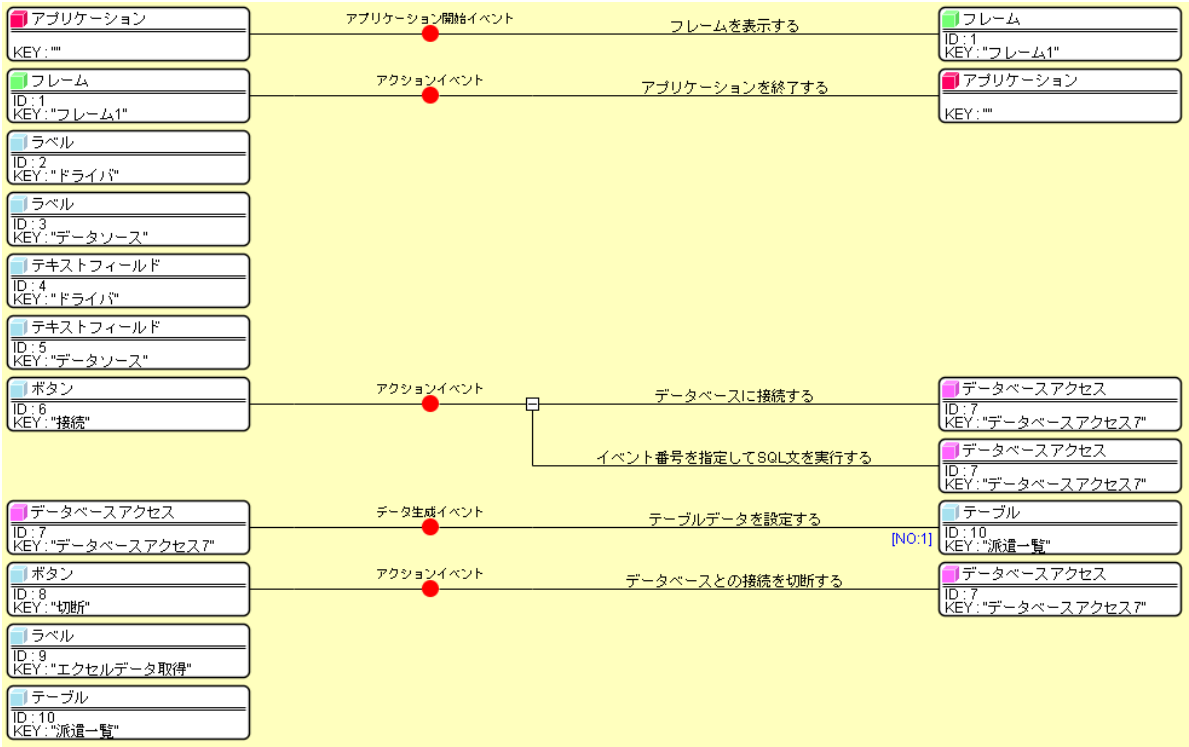 アプリケーション
KEY : ""
アプリケーション開始イベント
フレームを表示する
フレーム
ID : 1
KEY : "フレーム1"
フレーム
ID : 1
KEY : "フレーム1"
アクションイベント
アプリケーションを終了する
アプリケーション
KEY : ""
ラベル
ID : 2
KEY : "ドライバ"
ラベル
ID : 3
KEY : "データソース"
テキストフィールド
ID : 4
KEY : "ドライバ"
テキストフィールド
ID : 5
KEY : "データソース"
ボタン
ID : 6
KEY : "接続"
アクションイベント
データベースに接続する
データベースアクセス
ID : 7
KEY : "データベースアクセス7"
イベント番号を指定してSQL文を実行する
データベースアクセス
ID : 7
KEY : "データベースアクセス7"
データベースアクセス
ID : 7
KEY : "データベースアクセス7"
データ生成イベント
テーブルデータを設定する
[NO:1]
テーブル
ID : 10
KEY : "派遣一覧"
ボタン
ID : 8
KEY : "切断"
アクションイベント
データベースとの接続を切断する
データベースアクセス
ID : 7
KEY : "データベースアクセス7"
ラベル
ID : 9
KEY : "エクセルデータ取得"
テーブル
ID : 10
KEY : "派遣一覧"